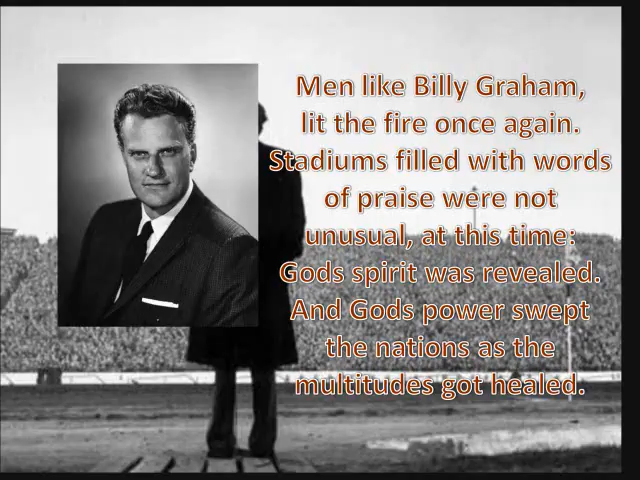 Men like Billy Graham,
lit the fire once again.
Stadiums filled with words
of praise were not
unusual, at this time:
Gods spirit was revealed.
And Gods power swept
the nations as the
multitudes got healed.